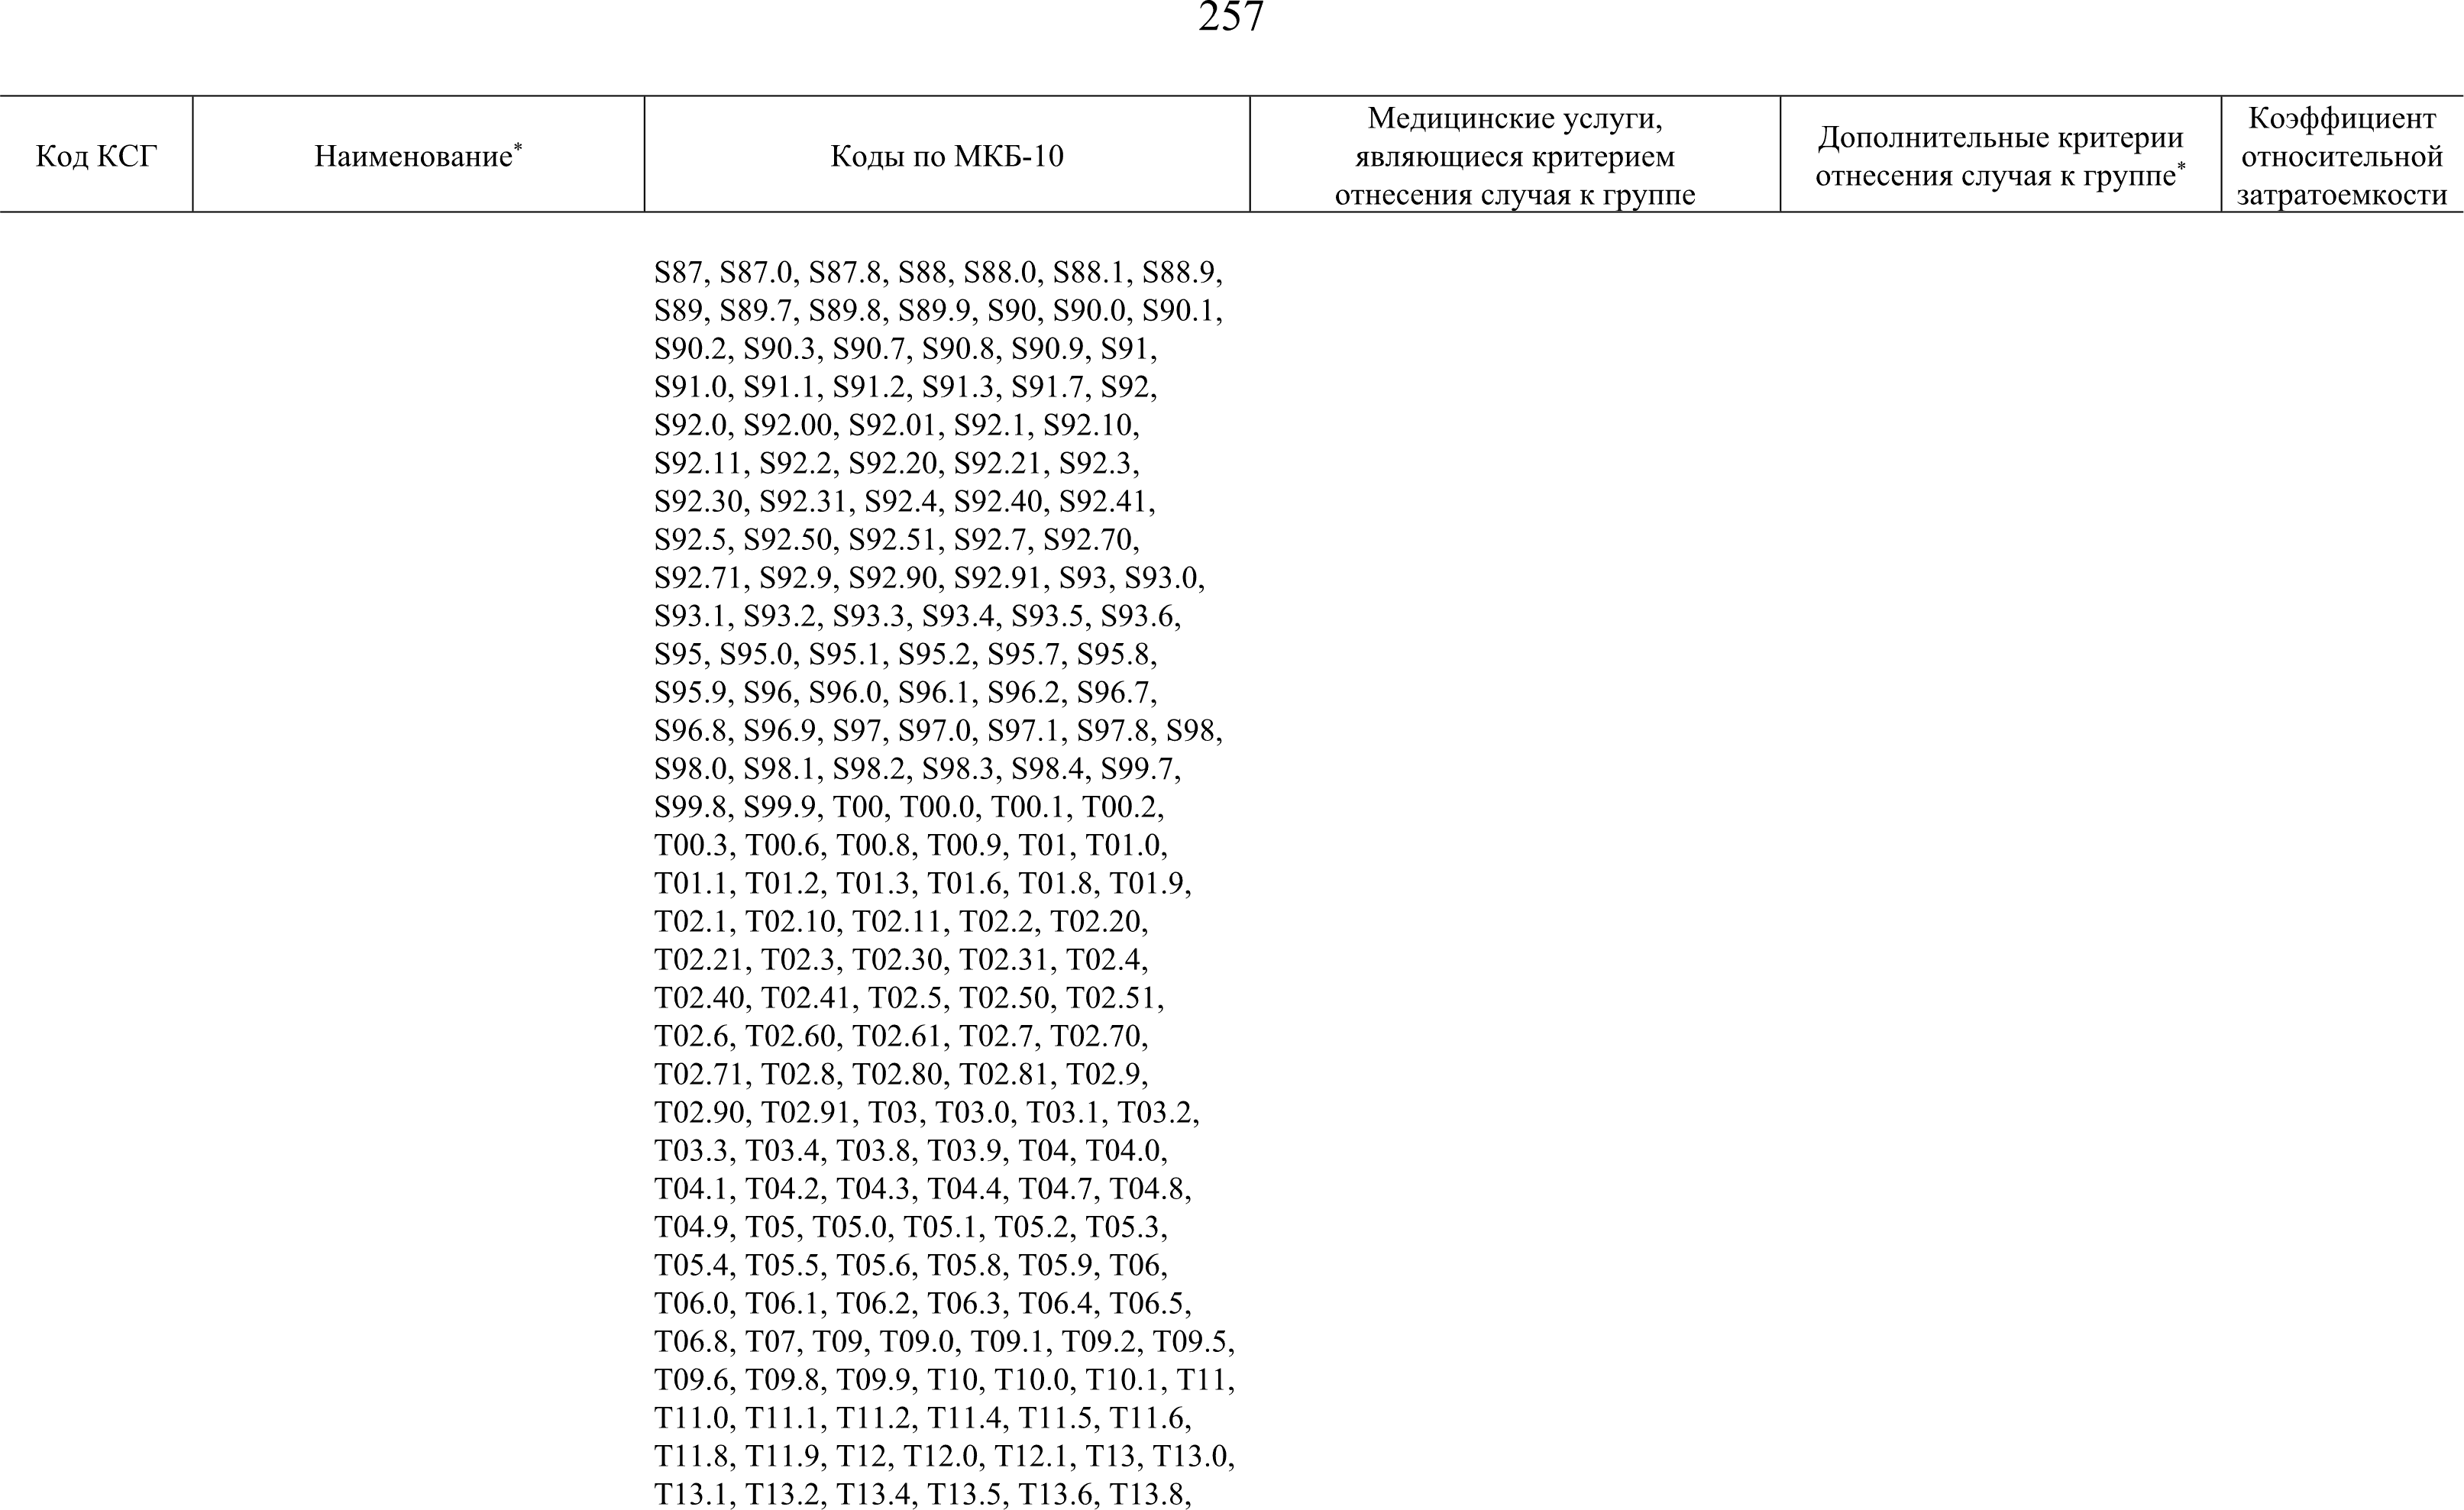 257
Код КСГ
Наименование*
Коды по МКБ-10
Медицинские услуги,
являющиеся критерием
отнесения случая к группе
Дополнительные критерии
отнесения случая к группе*
Коэффициент
относительной
затратоемкости
S87, S87.0, S87.8, S88, S88.0, S88.1, S88.9,
S89, S89.7, S89.8, S89.9, S90, S90.0, S90.1,
S90.2, S90.3, S90.7, S90.8, S90.9, S91,
S91.0, S91.1, S91.2, S91.3, S91.7, S92,
S92.0, S92.00, S92.01, S92.1, S92.10,
S92.11, S92.2, S92.20, S92.21, S92.3,
S92.30, S92.31, S92.4, S92.40, S92.41,
S92.5, S92.50, S92.51, S92.7, S92.70,
S92.71, S92.9, S92.90, S92.91, S93, S93.0,
S93.1, S93.2, S93.3, S93.4, S93.5, S93.6,
S95, S95.0, S95.1, S95.2, S95.7, S95.8,
S95.9, S96, S96.0, S96.1, S96.2, S96.7,
S96.8, S96.9, S97, S97.0, S97.1, S97.8, S98,
S98.0, S98.1, S98.2, S98.3, S98.4, S99.7,
S99.8, S99.9, T00, T00.0, T00.1, T00.2,
T00.3, T00.6, T00.8, T00.9, T01, T01.0,
T01.1, T01.2, T01.3, T01.6, T01.8, T01.9,
T02.1, T02.10, T02.11, T02.2, T02.20,
T02.21, T02.3, T02.30, T02.31, T02.4,
T02.40, T02.41, T02.5, T02.50, T02.51,
T02.6, T02.60, T02.61, T02.7, T02.70,
T02.71, T02.8, T02.80, T02.81, T02.9,
T02.90, T02.91, T03, T03.0, T03.1, T03.2,
T03.3, T03.4, T03.8, T03.9, T04, T04.0,
T04.1, T04.2, T04.3, T04.4, T04.7, T04.8,
T04.9, T05, T05.0, T05.1, T05.2, T05.3,
T05.4, T05.5, T05.6, T05.8, T05.9, T06,
T06.0, T06.1, T06.2, T06.3, T06.4, T06.5,
T06.8, T07, T09, T09.0, T09.1, T09.2, T09.5,
T09.6, T09.8, T09.9, T10, T10.0, T10.1, T11,
T11.0, T11.1, T11.2, T11.4, T11.5, T11.6,
T11.8, T11.9, T12, T12.0, T12.1, T13, T13.0,
T13.1, T13.2, T13.4, T13.5, T13.6, T13.8,